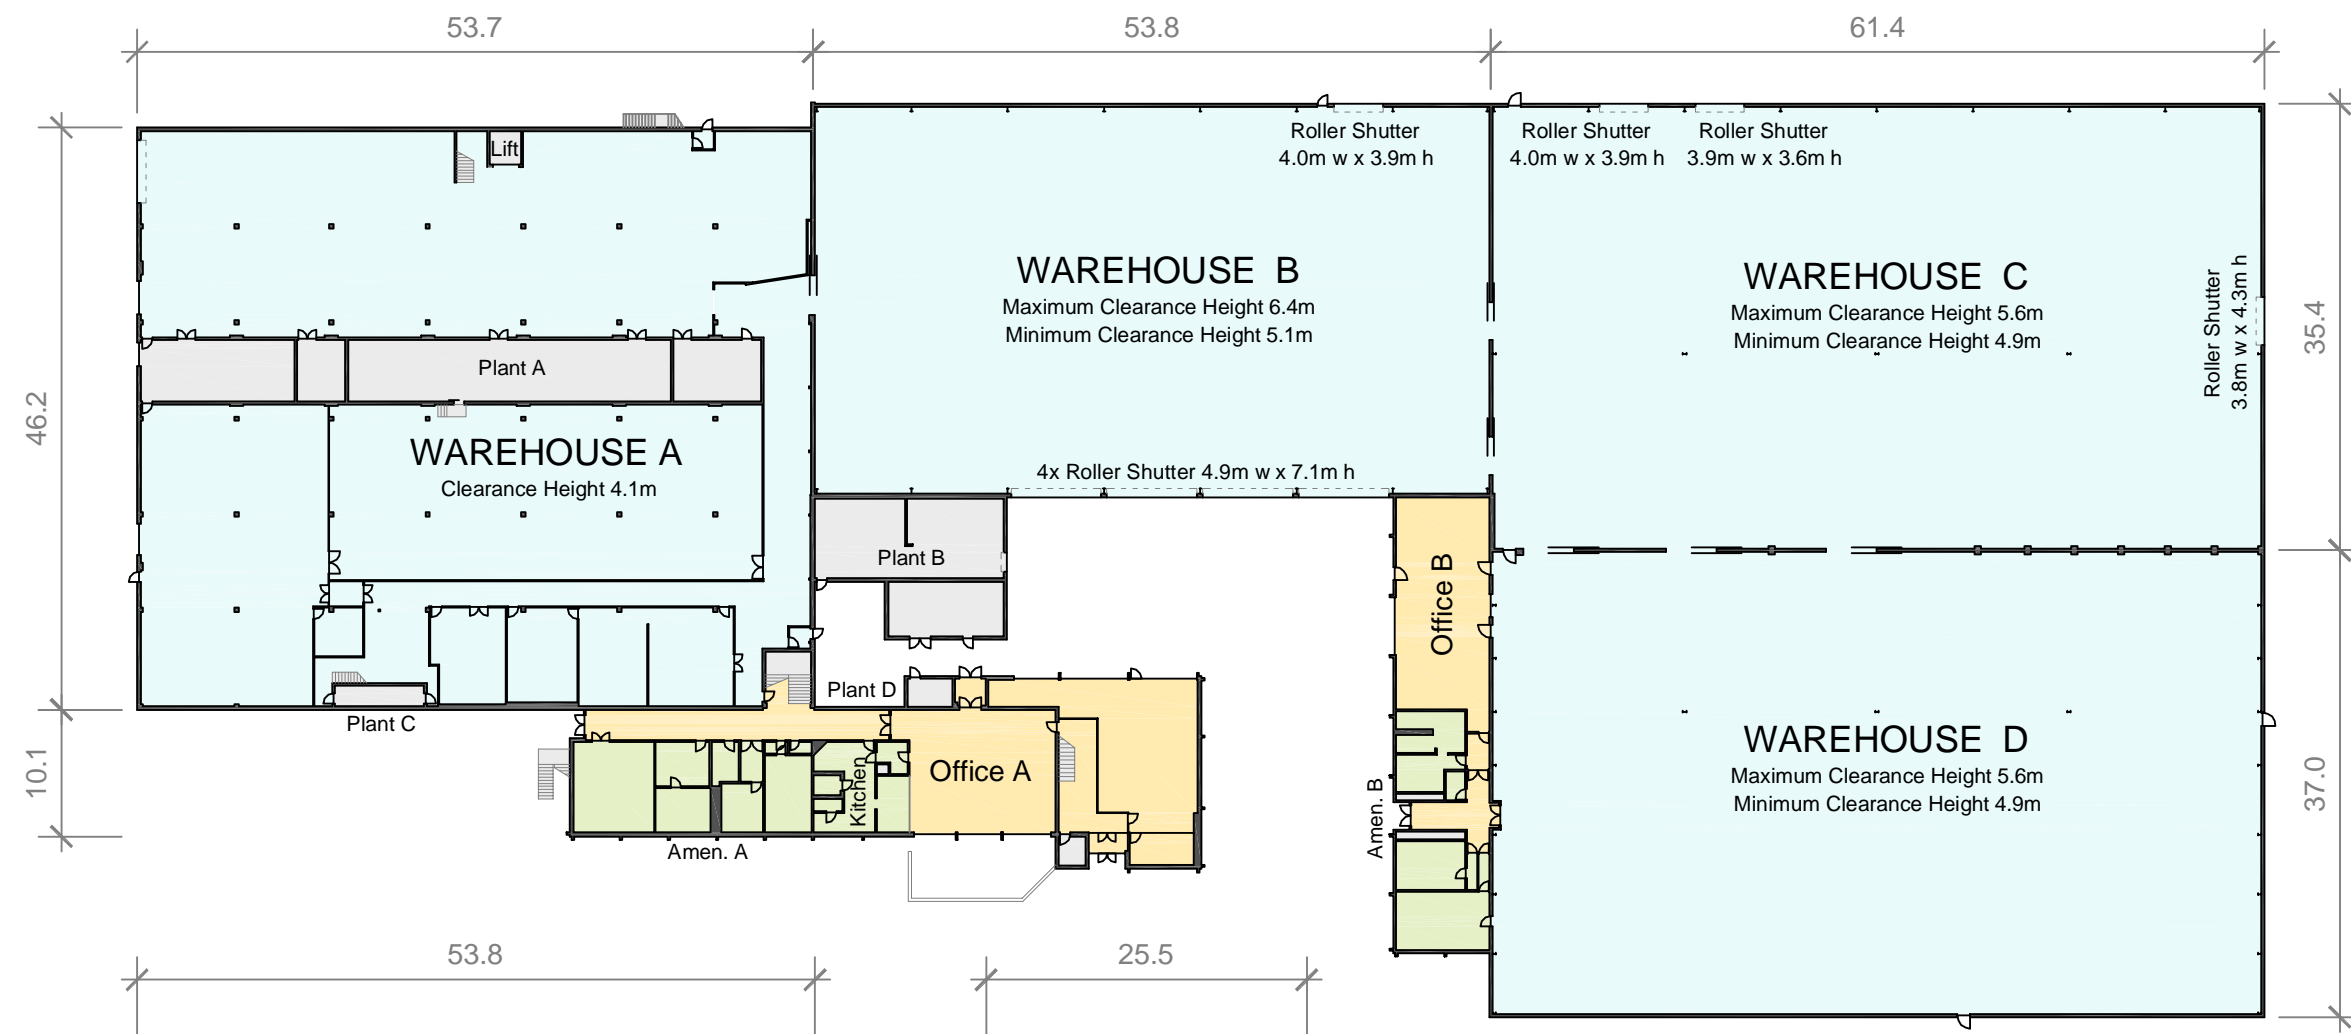 53.7
53.8
61.4
Roller Shutter
4.0m w x 3.9m h
Roller Shutter
4.0m w x 3.9m h
Roller Shutter
3.9m w x 3.6m h
Lift
WAREHOUSE B
Maximum Clearance Height 6.4m
Minimum Clearance Height 5.1m
WAREHOUSE C
Maximum Clearance Height 5.6m
Minimum Clearance Height 4.9m
Roller Shutter
3.8m w x 4.3m h
35.4
Plant A
46.2
WAREHOUSE A
Clearance Height 4.1m
4x Roller Shutter 4.9m w x 7.1m h
Plant B
Office B
Plant D
Plant C
10.1
Kitchen
Office A
Amen. A
Amen. B
WAREHOUSE D
Maximum Clearance Height 5.6m
Minimum Clearance Height 4.9m
37.0
53.8
25.5